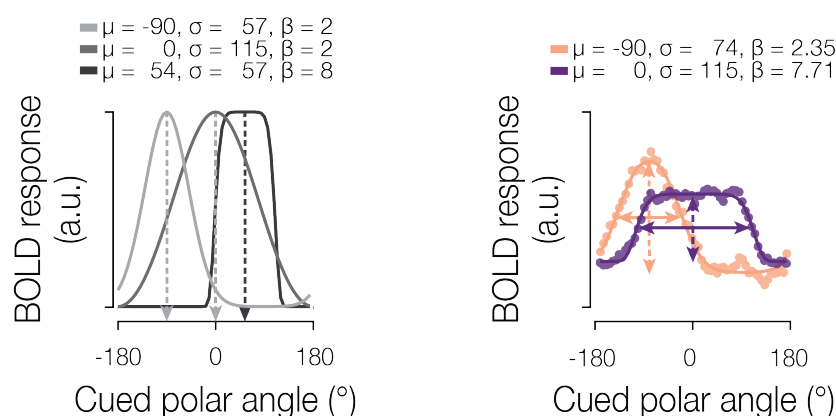 μ = -90, σ = 57, β = 2
μ = 0, σ = 115, β = 2
μ = 54, σ = 57, β = 8
BOLD response
(a.u.)
-180 0 180
Cued polar angle (°)
μ = -90, σ = 74, β = 2.35
μ = 0, σ = 115, β = 7.71
BOLD response
(a.u.)
-180 0 180
Cued polar angle (°)